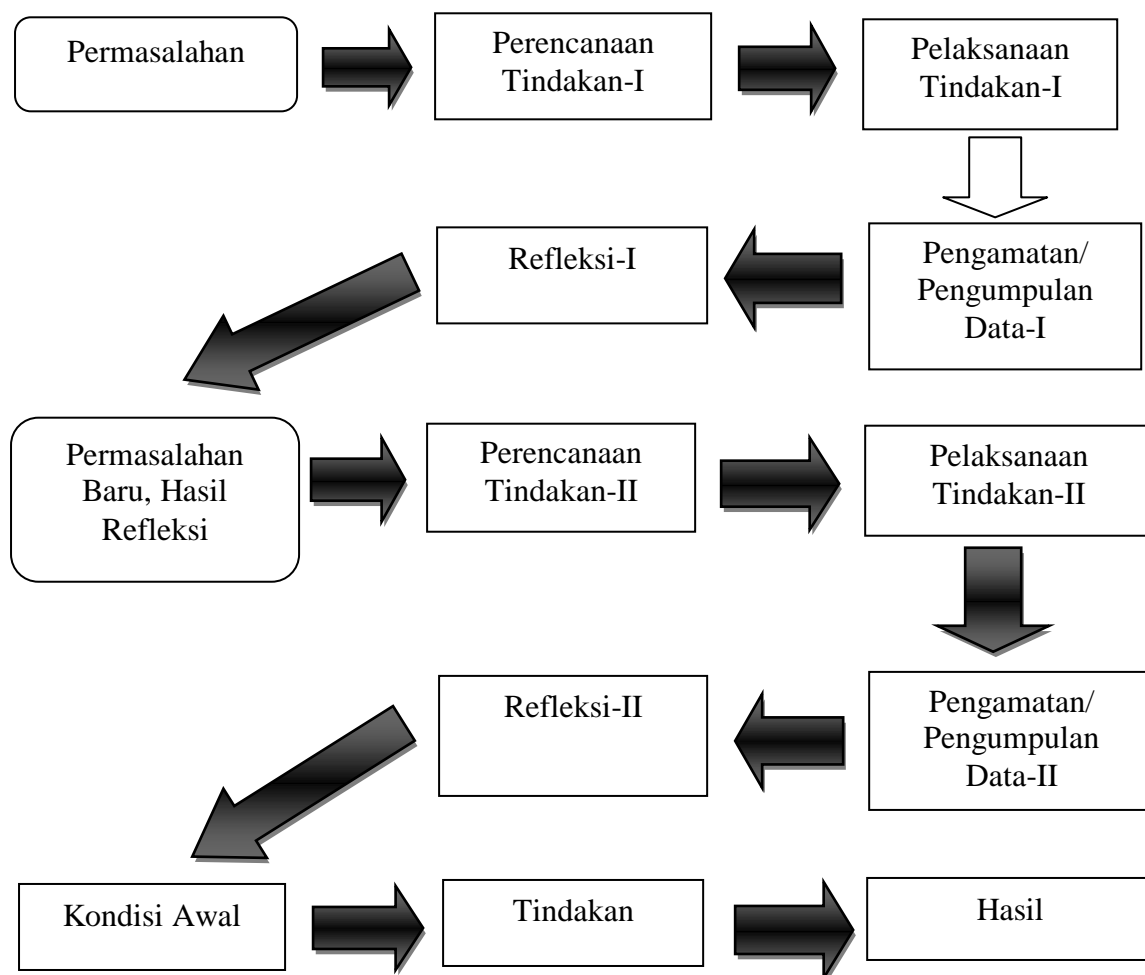 Permasalahan
Perencanaan
Tindakan-I
Pelaksanaan
Tindakan-I
Pengamatan/
Pengumpulan
Data-I
Refleksi-I
Permasalahan
Baru, Hasil
Refleksi
Perencanaan
Tindakan-II
Pelaksanaan
Tindakan-II
Pengamatan/
Pengumpulan
Data-II
Refleksi-II
Kondisi Awal
Tindakan
Hasil